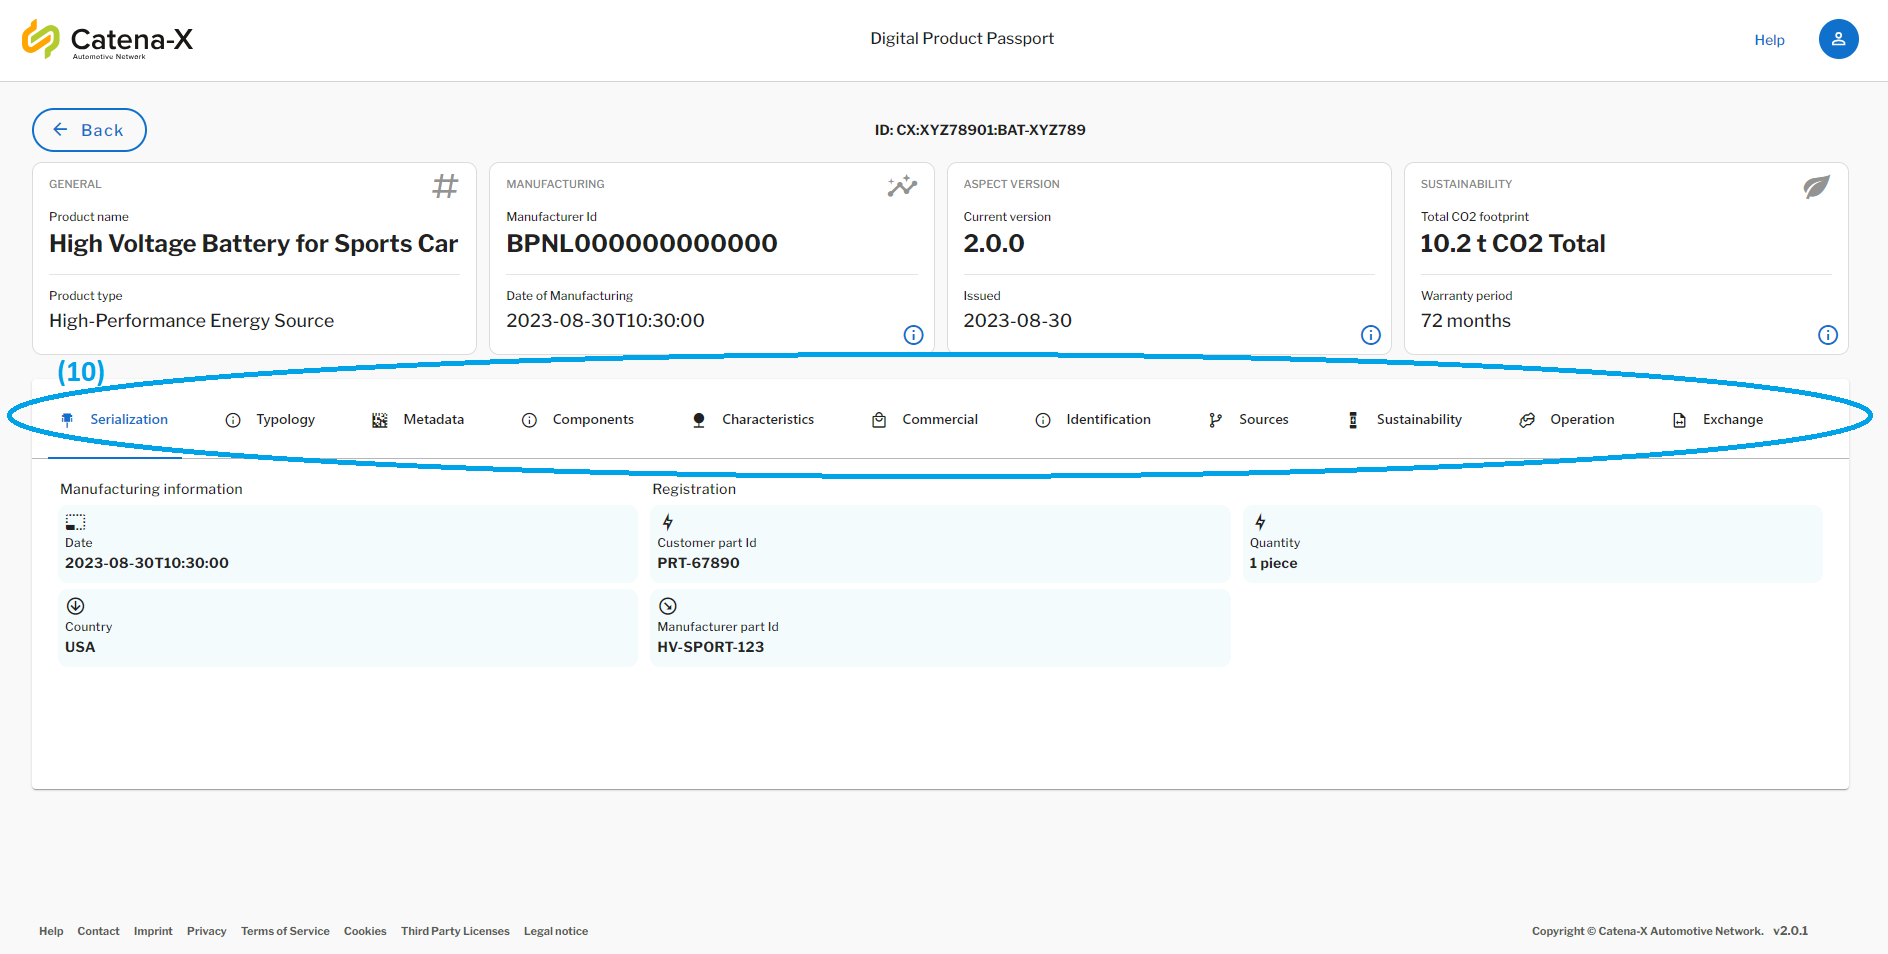 Catena-X
Automotive Network
Digital Product Passport
Help
Back
ID: CX:XYZ78901:BAT-XYZ789
GENERAL
Product name
High Voltage Battery for Sports Car
Product type
High-Performance Energy Source
MANUFACTURING
Manufacturer Id
BPNL000000000000
Date of Manufacturing
2023-08-30T10:30:00
ASPECT VERSION
Current version
2.0.0
Issued
2023-08-30
SUSTAINABILITY
Total CO2 footprint
10.2 t CO2 Total
Warranty period
72 months
(10)
Serialization Typology Metadata Components Characteristics Commercial Identification Sources Sustainability Operation Exchange
Manufacturing information
Date
2023-08-30T10:30:00
Country
USA
Registration
Customer part Id
PRT-67890
Manufacturer part Id
HV-SPORT-123
Quantity
1 piece
Help Contact Imprint Privacy Terms of Service Cookies Third Party Licenses Legal notice
Copyright © Catena-X Automotive Network. v2.0.1